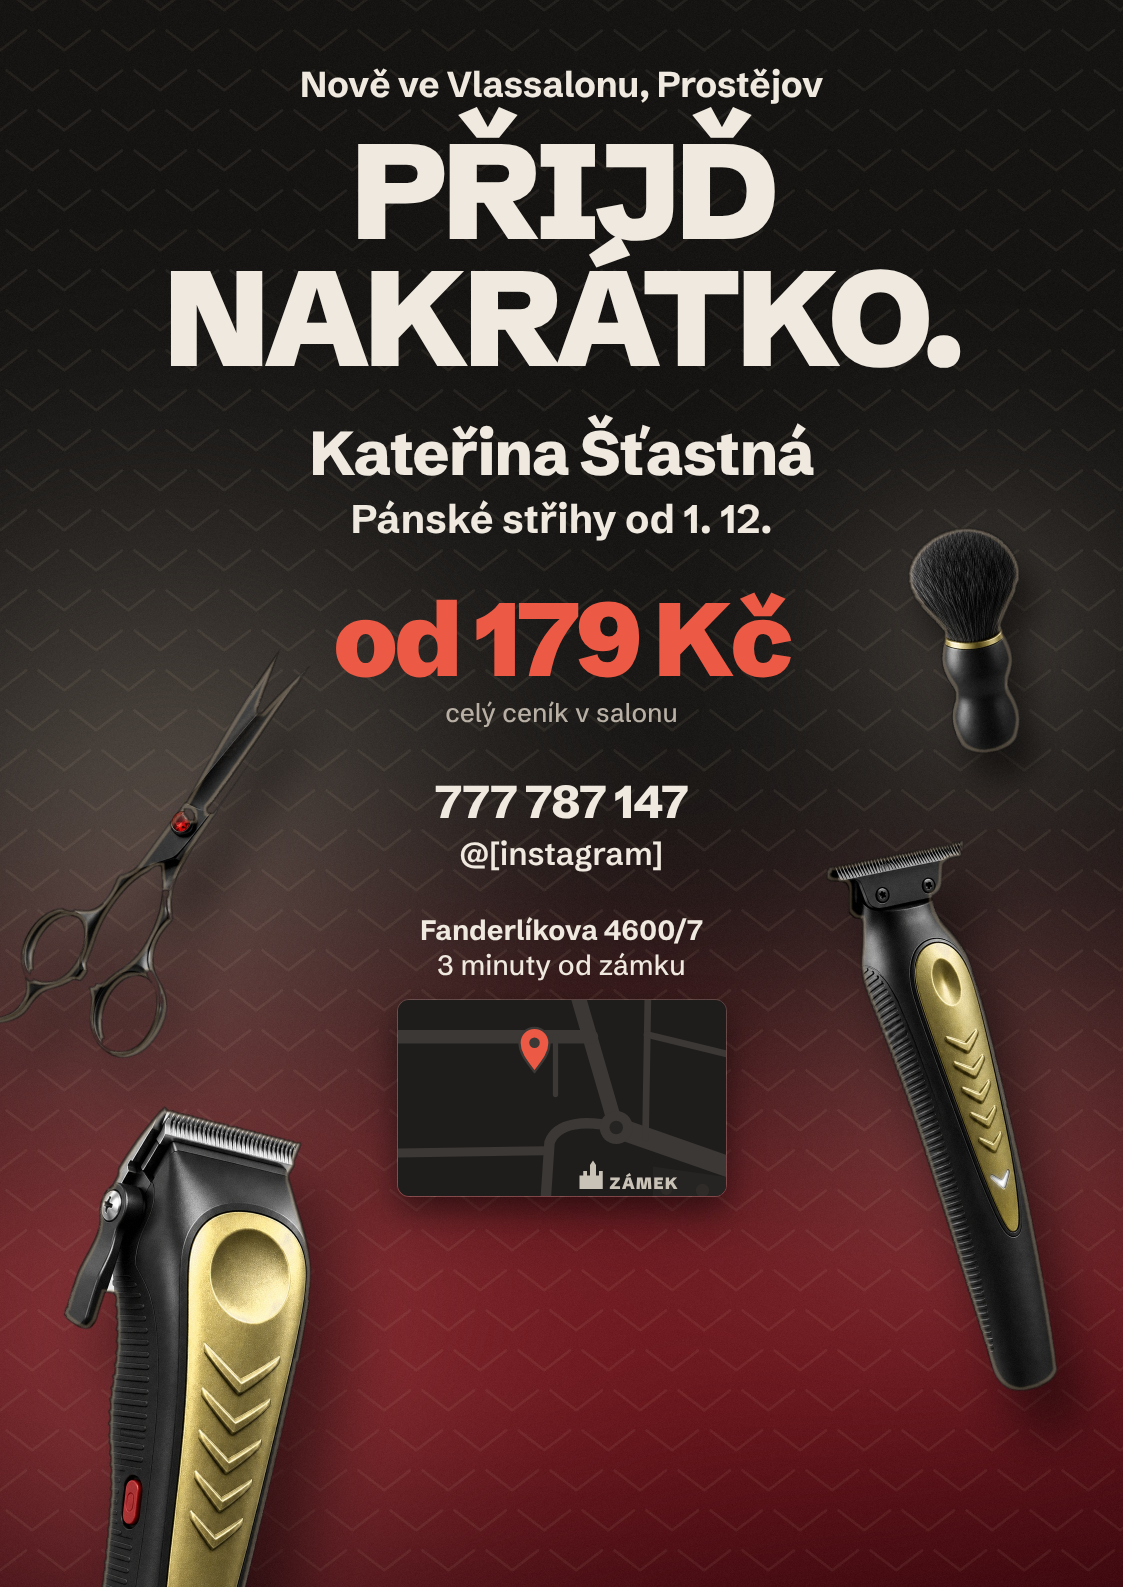 Nově ve Vlassalonu, Prostějov
PŘIJĎ
NAKRÁTKO.
Kateřina Šťastná
Pánské střihy od 1. 12.
od 179 Kč
celý ceník v salonu
777 787 147
@[instagram]
Fanderlíkova 4600/7
3 minuty od zámku
ZÁMEK